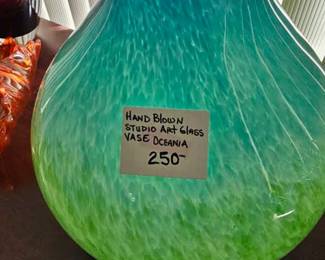 HAND BLOWN
STUDIO ART GLASS
VASE OCEANIA
250-